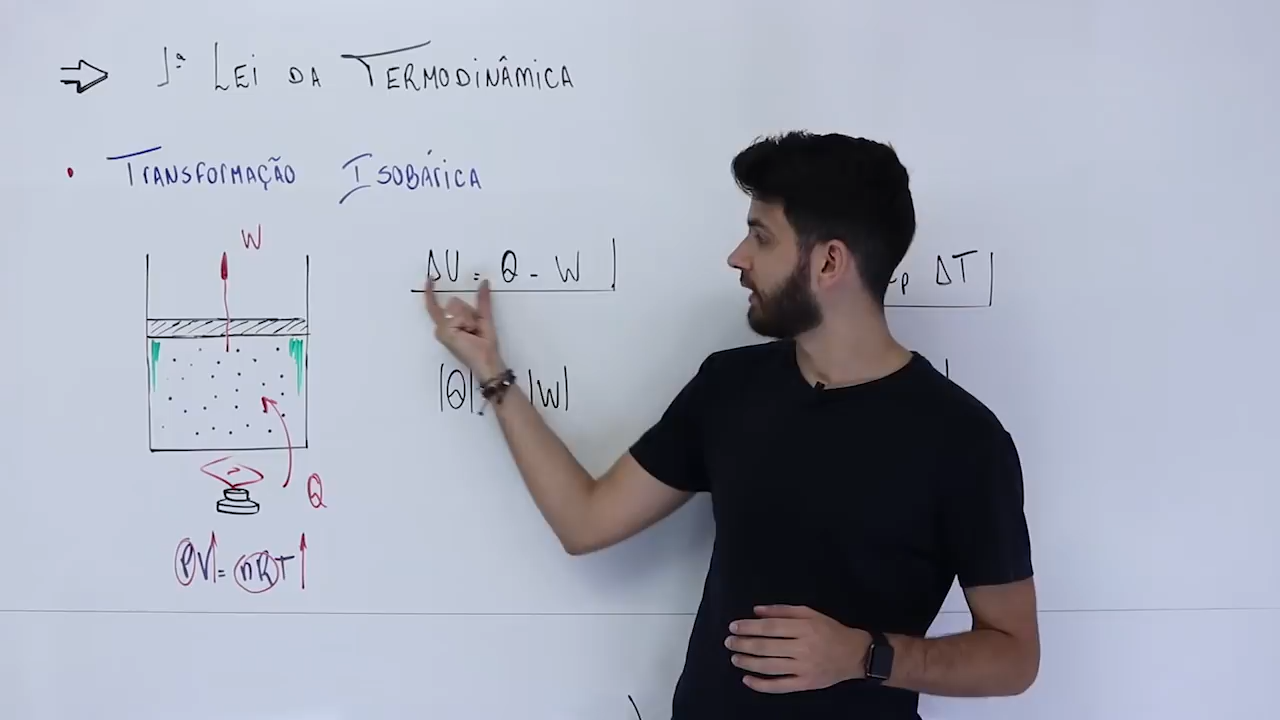 ⇒ 1ª LEI DA TERMODINÂMICA
• TRANSFORMAÇÃO ISOBÁRICA
W
ΔU = Q - W
p ΔT
|Q| |W|
Q
PV = nRT